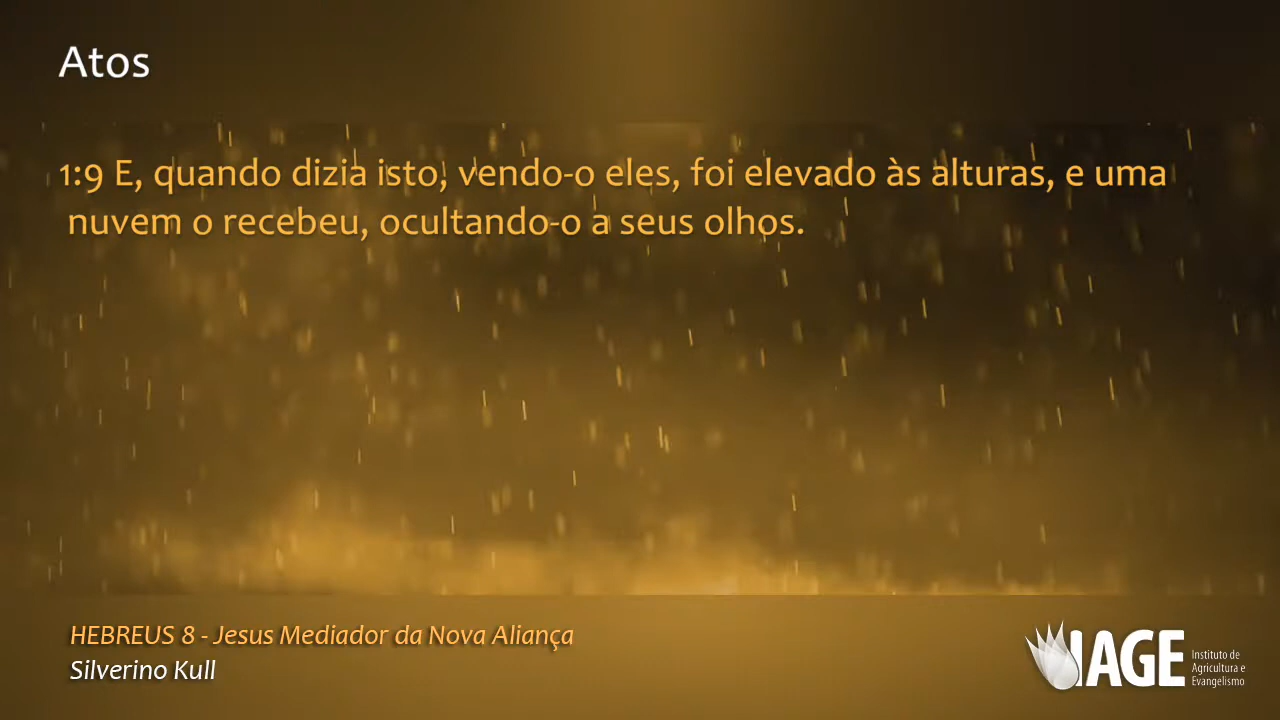 Atos
1:9 E, quando dizia isto, vendo-o eles, foi elevado às alturas, e uma
nuvem o recebeu, ocultando-o a seus olhos.
HEBREUS 8 - Jesus Mediador da Nova Aliança
Silverino Kull
IAGE
Instituto de
Agricultura e
Evangelismo